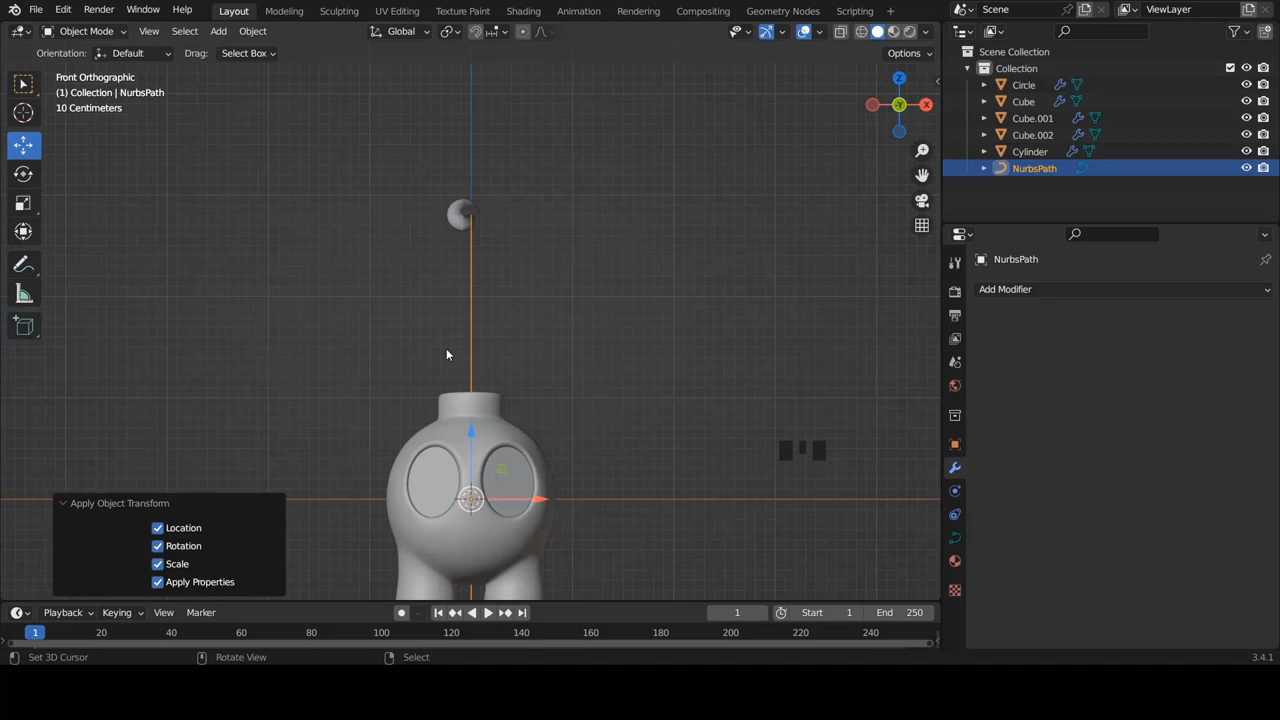 File Edit Render Window Help Layout Modeling Sculpting UV Editing Texture Paint Shading Animation Rendering Compositing Geometry Nodes Scripting Scene ViewLayer
Object Mode View Select Add Object Global
Orientation: Default Drag: Select Box Options
Scene Collection
Collection
Circle
Cube
Cube.001
Cube.002
Cylinder
NurbsPath
Front Orthographic
(1) Collection | NurbsPath
10 Centimeters
Z
-Y
X
NurbsPath
Add Modifier
Apply Object Transform
Location
Rotation
Scale
Apply Properties
Playback Keying View Marker 1 Start 1 End 250
1 20 40 60 80 100 120 140 160 180 200 220 240
Set 3D Cursor Rotate View Select 3.4.1